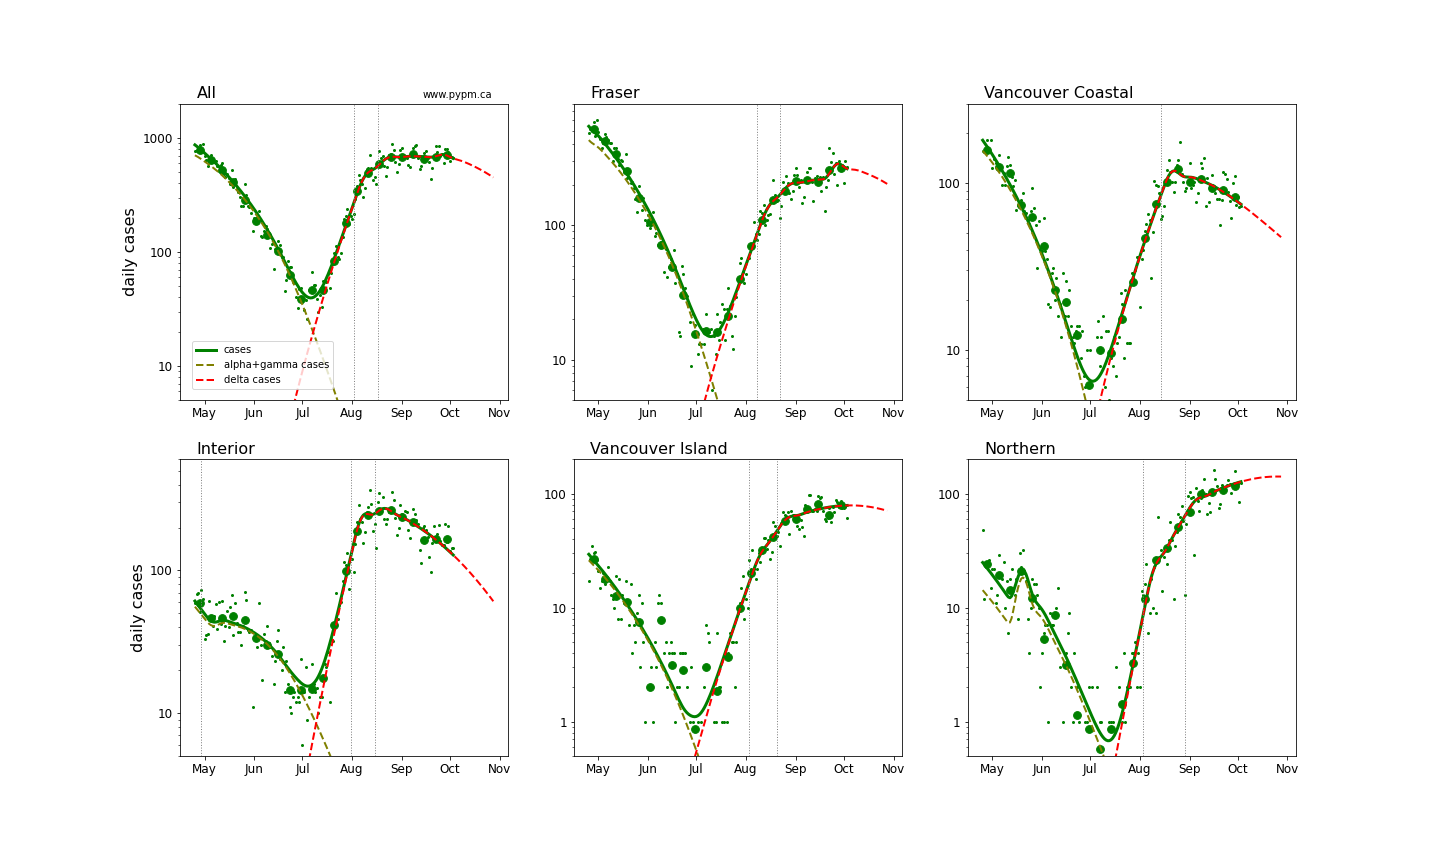 All
www.pypm.ca
Fraser
Vancouver Coastal
1000
100
10
daily cases
cases
alpha+gamma cases
delta cases
May Jun Jul Aug Sep Oct Nov
100
10
May Jun Jul Aug Sep Oct Nov
100
10
May Jun Jul Aug Sep Oct Nov
Interior
Vancouver Island
Northern
100
10
daily cases
May Jun Jul Aug Sep Oct Nov
100
10
1
May Jun Jul Aug Sep Oct Nov
100
10
1
May Jun Jul Aug Sep Oct Nov